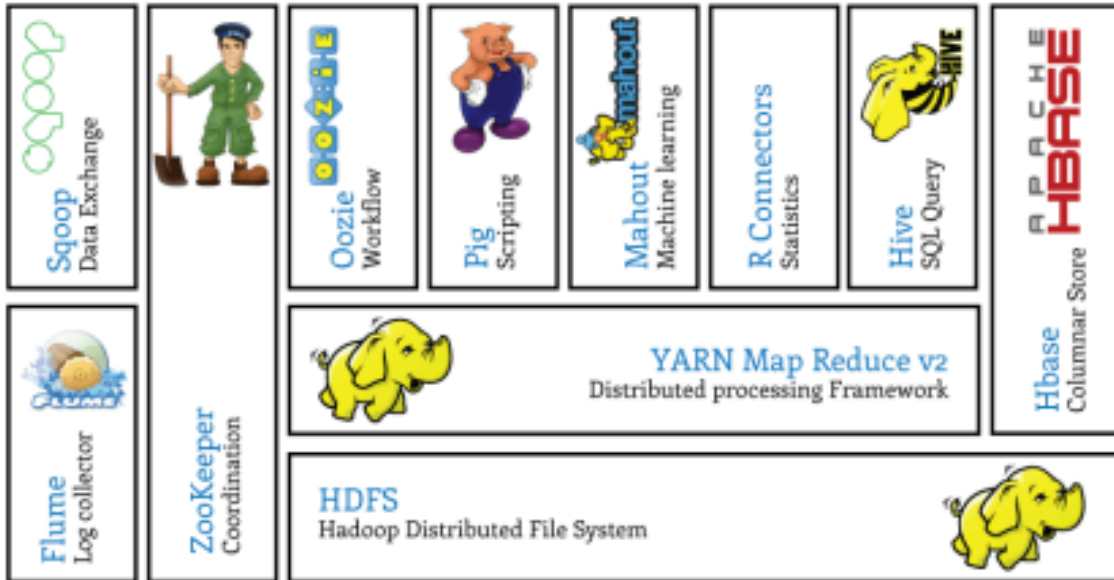 Sqoop
Data Exchange
OOZIE
Oozie
Workflow
Pig
Scripting
mahout
Mahout
Machine learning
R Connectors
Statistics
HIVE
Hive
SQL Query
APACHE
HBASE
Hbase
Columnar Store
FLUME
Flume
Log collector
ZooKeeper
Coordination
YARN Map Reduce v2
Distributed processing Framework
HDFS
Hadoop Distributed File System